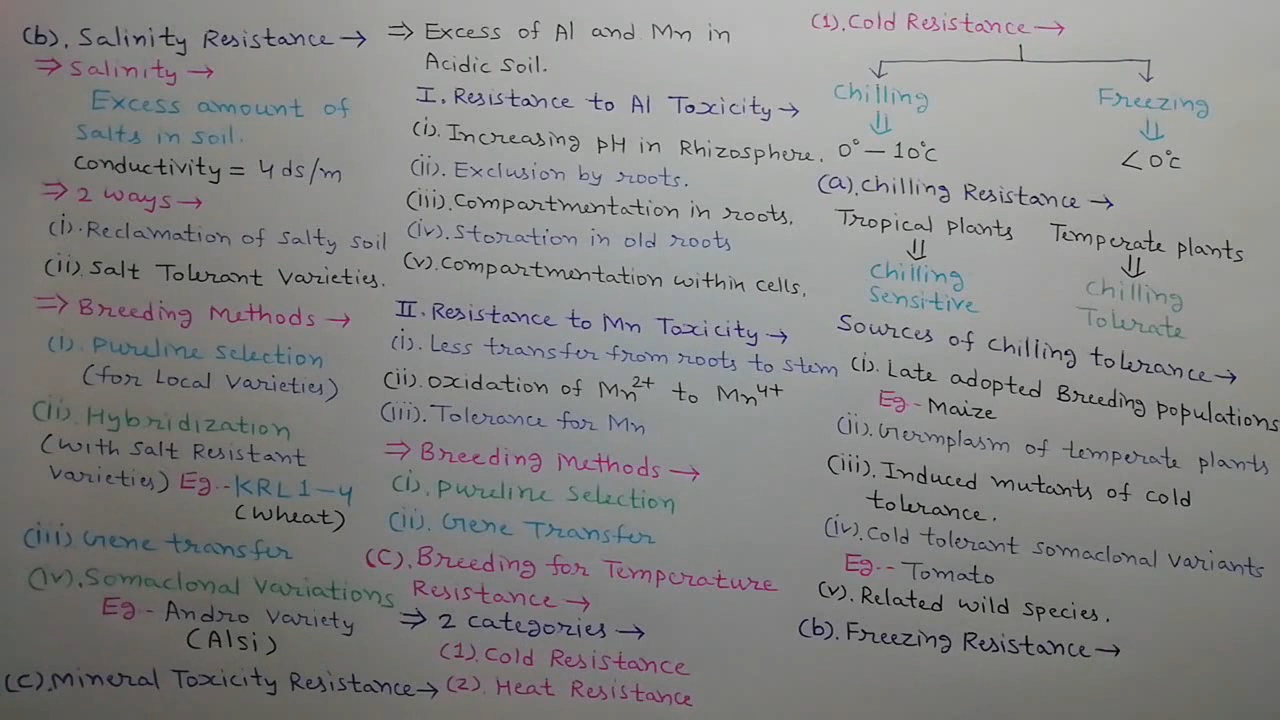 (b). Salinity Resistance →
⇒ Salinity →
Excess amount of
Salts in soil.
conductivity = 4 ds/m
⇒ 2 ways →
(i). Reclamation of salty soil
(ii). Salt Tolerant Varieties.
⇒ Breeding Methods →
(i). Pureline Selection
(for Local Varieties)
(ii). Hybridization
(with Salt Resistant
varieties) Eg.- KRL 1-4
(Wheat)
(iii) Gene transfer
(iv). Somaclonal Variations
Eg - Andro Variety
(Alsi)
(C). Mineral Toxicity Resistance →
⇒ Excess of Al and Mn in
Acidic Soil.
I. Resistance to Al Toxicity →
(i). Increasing pH in Rhizosphere.
(ii). Exclusion by roots.
(iii). Compartmentation in roots.
(iv). Storation in old roots
(v). Compartmentation within cells.
II. Resistance to Mn Toxicity →
(i). Less transfer from roots to stem
(ii). Oxidation of Mn²⁺ to Mn⁴⁺
(iii). Tolerance for Mn
⇒ Breeding Methods →
(i). Pureline Selection
(ii). Gene Transfer
(C). Breeding for Temperature
Resistance →
⇒ 2 categories →
(1). Cold Resistance
(2). Heat Resistance
(1). Cold Resistance →
Chilling Freezing
⇓ ⇓
0° – 10°C <0°C
(a). Chilling Resistance →
Tropical plants Temperate plants
⇓ ⇓
Chilling Chilling
Sensitive Tolerate
Sources of Chilling tolerance →
(i). Late adopted Breeding populations
Eg - Maize
(ii). Germplasm of temperate plants
(iii). Induced mutants of cold
tolerance.
(iv). Cold tolerant somaclonal variants
Eg -- Tomato
(v). Related wild species.
(b). Freezing Resistance →